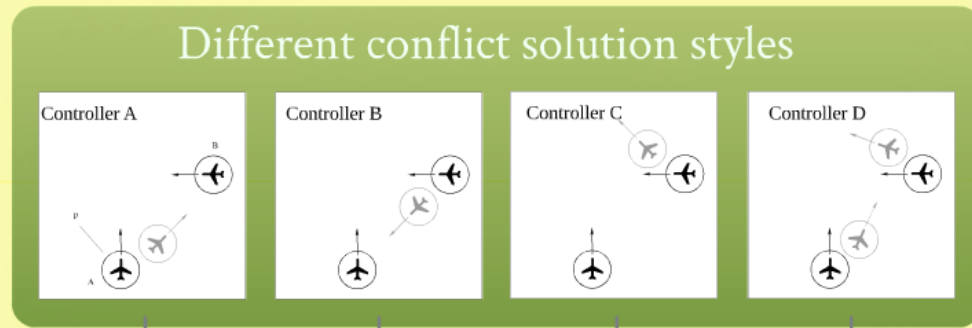 Different conflict solution styles
Controller A
B
P
A
Controller B
Controller C
Controller D